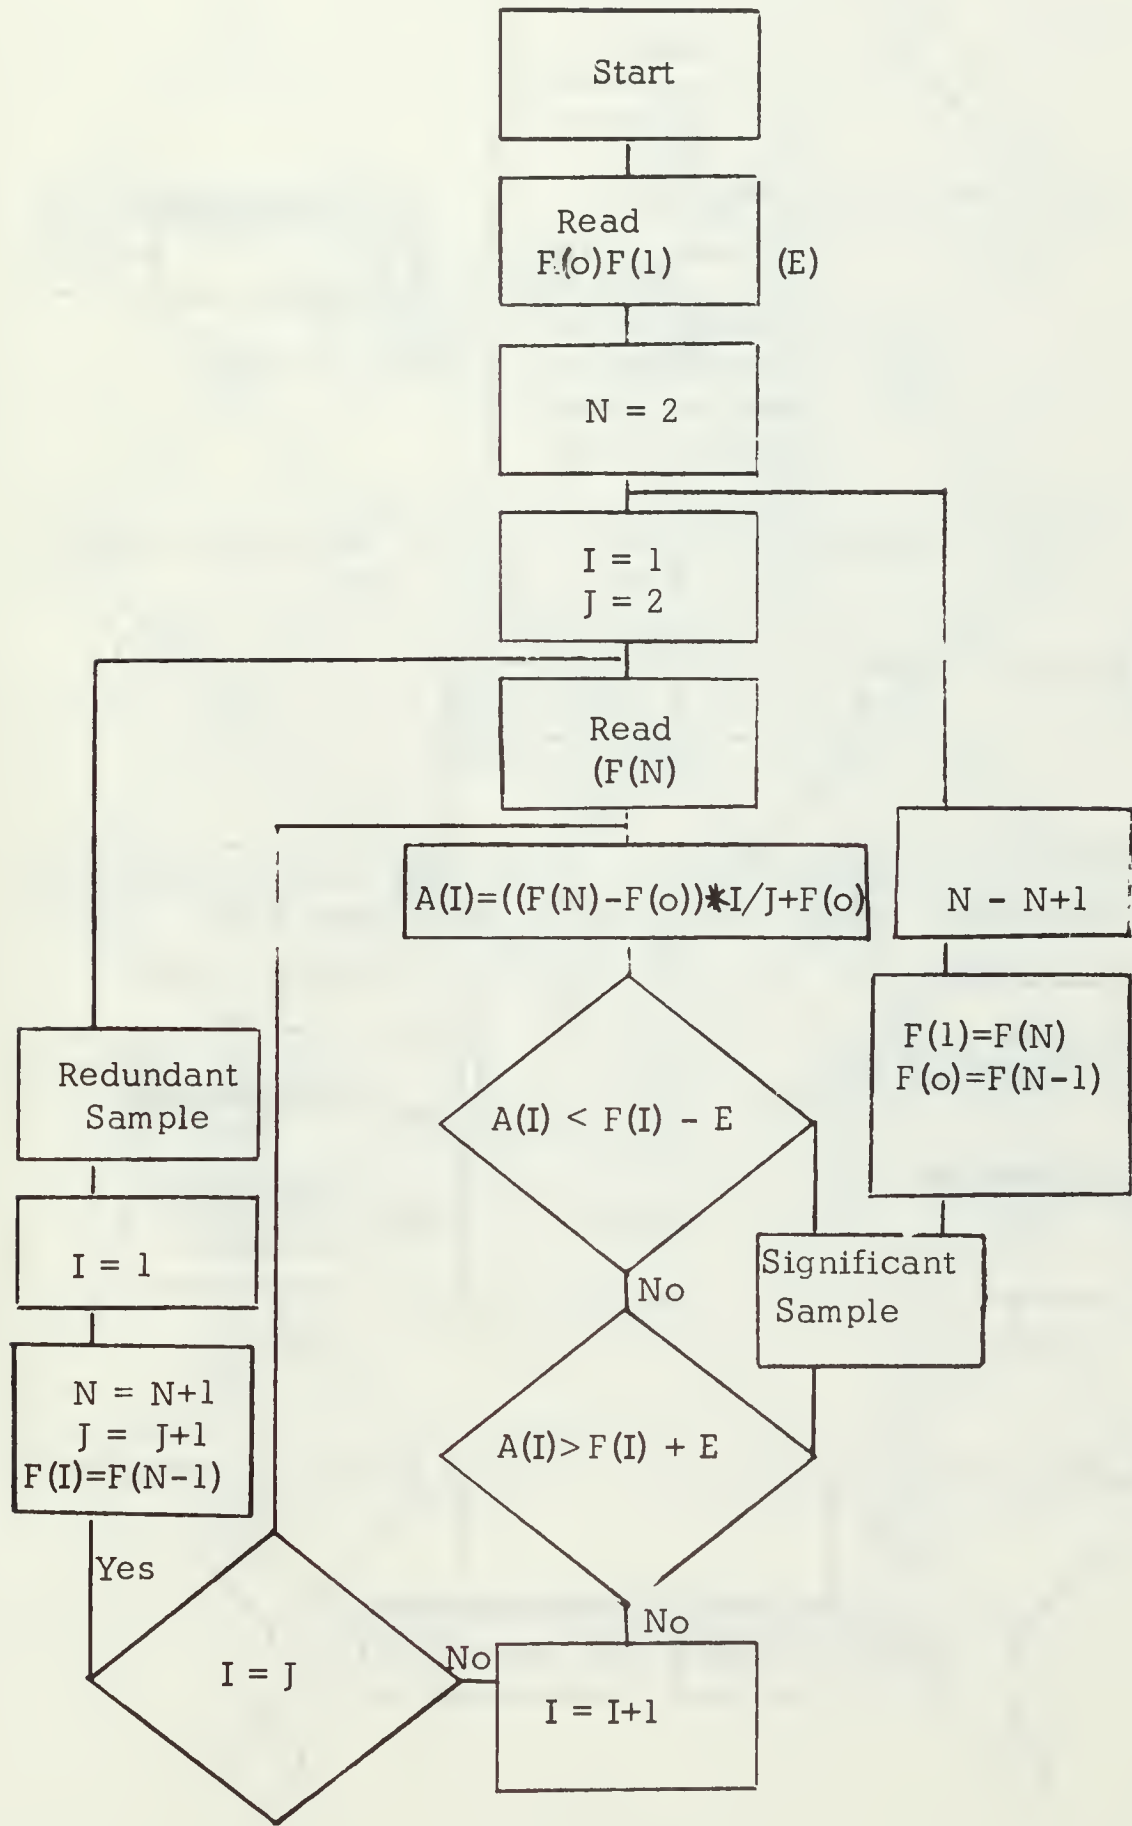 Start
Read
F(o)F(1)
(E)
N = 2
I = 1
J = 2
Read
(F(N)
A(I)=((F(N)-F(o))*I/J+F(o)
N - N+1
F(1)=F(N)
F(o)=F(N-1)
Redundant
Sample
A(I) < F(I) - E
Significant
Sample
No
I = 1
N = N+1
J = J+1
F(I)=F(N-1)
A(I)>F(I) + E
Yes
No
No
I = J
I = I+1